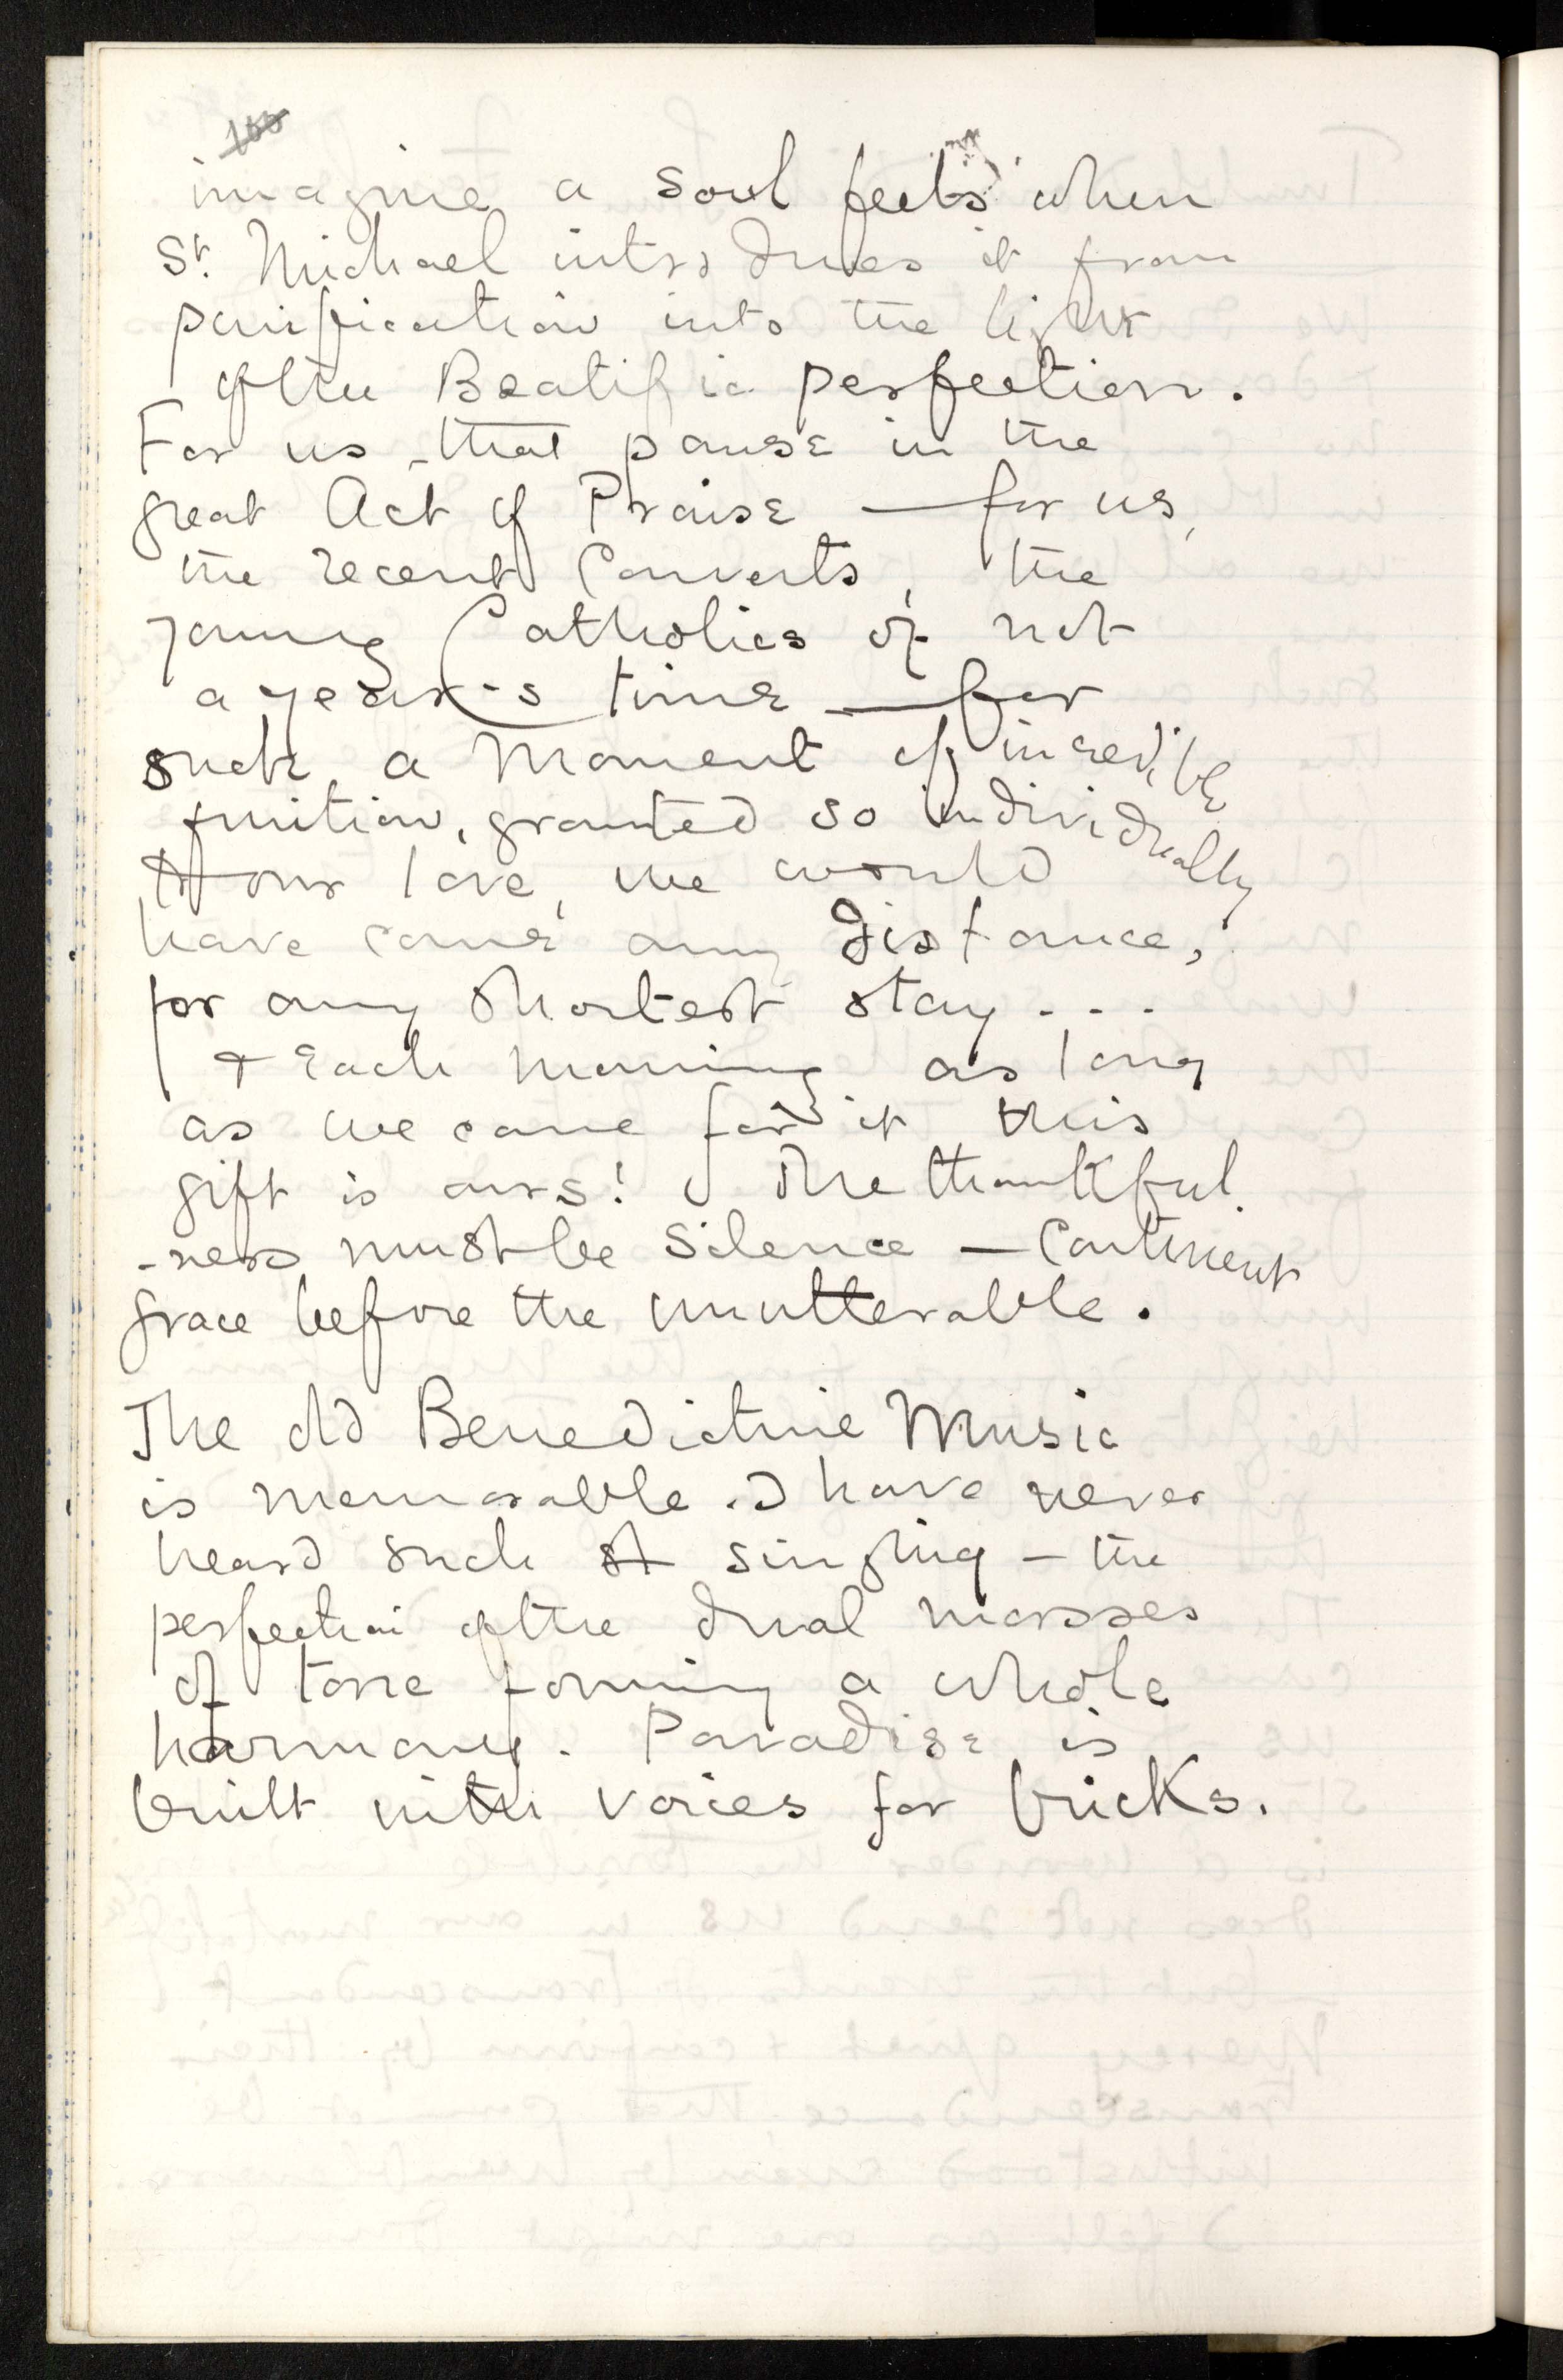 100
imagine a soul feels when
St. Michael introduces it from
purification into the light
of the Beatific perfection.
For us, that pause in the
great Act of Praise — for us,
the recent Converts, the
young Catholics of not
a year's time — for
such a moment of incredible
fruition, granted so individually
to our love, we would
have come any distance,
for any shortest stay...
+ Each morning as long
as we came for it this
gift is ours! The thankful
-ness must be Silence — Continent
grace before the unutterable.
The old Benedictine Music
is memorable. I have never
heard such singing — the
perfection of the dual masses
of tone forming a whole
harmony. Paradise is
built with voices for bricks.